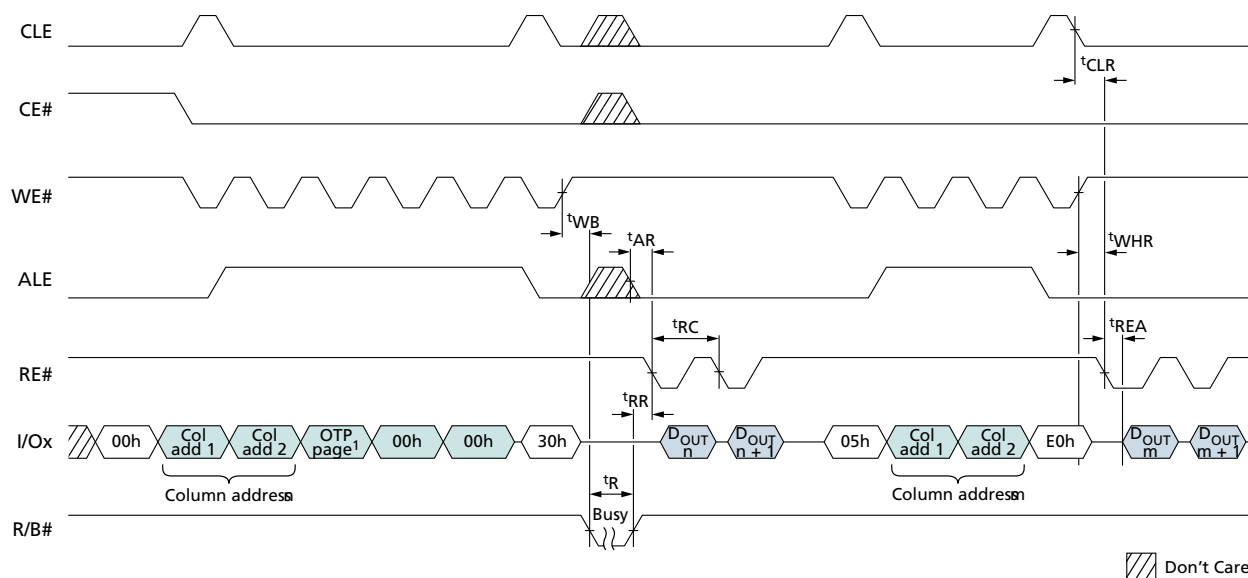 CLE
tCLR
CE#
WE#
tWB
tAR
tWHR
ALE
tRC
tREA
RE#
tRR
I/Ox
00h
Col add 1
Col add 2
OTP page1
00h
00h
30h
DOUT n
DOUT n + 1
05h
Col add 1
Col add 2
E0h
DOUT m
DOUT m + 1
Column address n
tR
Column address m
R/B#
Busy
Don't Care